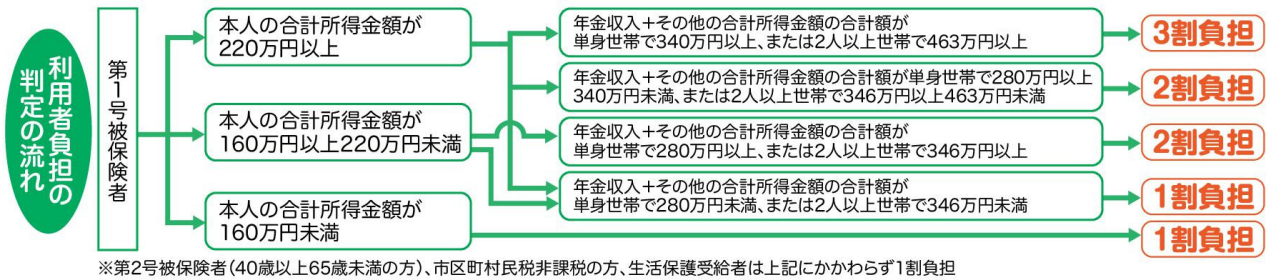 利用者負担の
判定の流れ
第1号被保険者
本人の合計所得金額が
220万円以上
本人の合計所得金額が
160万円以上220万円未満
本人の合計所得金額が
160万円未満
年金収入+その他の合計所得金額の合計額が
単身世帯で340万円以上、または2人以上世帯で463万円以上
3割負担
年金収入+その他の合計所得金額の合計額が単身世帯で280万円以上
340万円未満、または2人以上世帯で346万円以上463万円未満
2割負担
年金収入+その他の合計所得金額の合計額が
単身世帯で280万円以上、または2人以上世帯で346万円以上
2割負担
年金収入+その他の合計所得金額の合計額が
単身世帯で280万円未満、または2人以上世帯で346万円未満
1割負担
1割負担
※第2号被保険者(40歳以上65歳未満の方)、市区町村民税非課税の方、生活保護受給者は上記にかかわらず1割負担